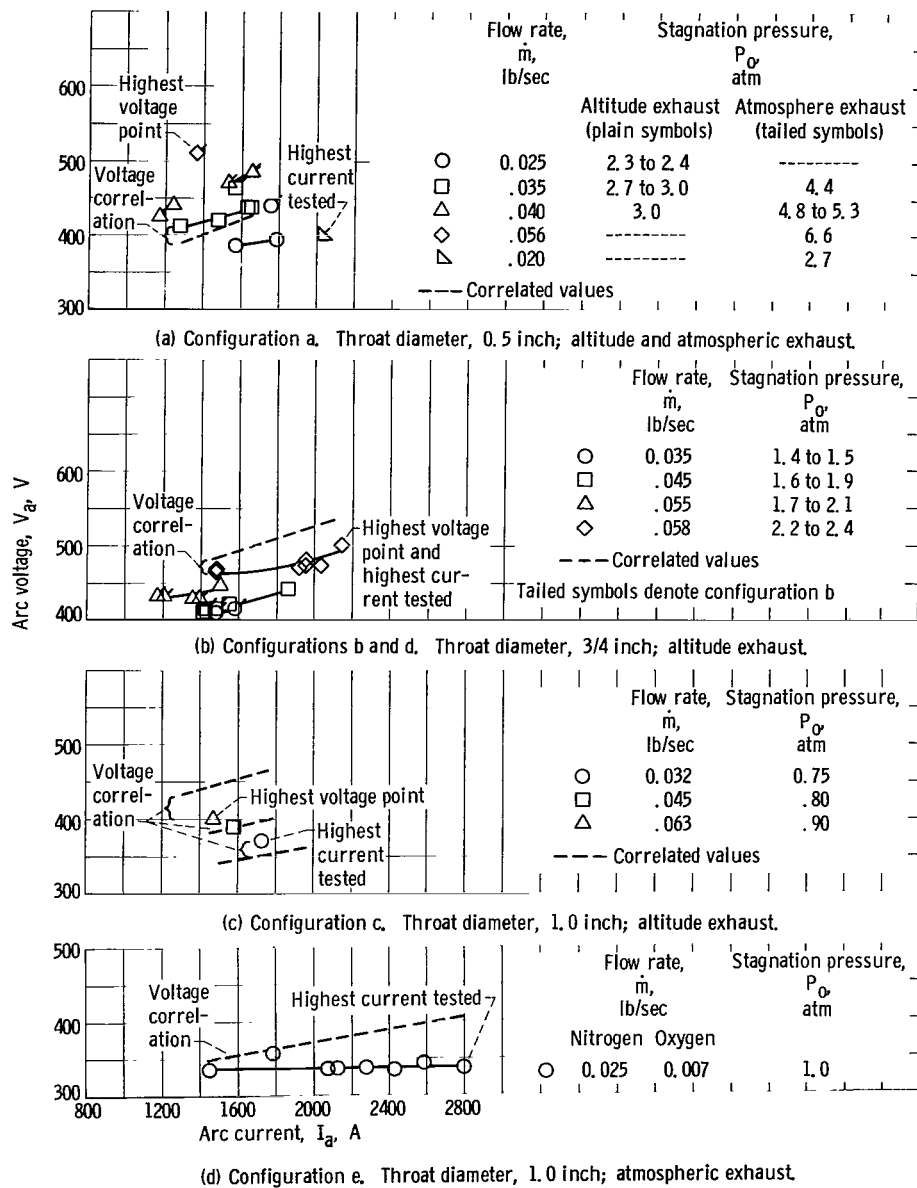 Flow rate, Stagnation pressure,
ṁ, P₀,
lb/sec atm
Altitude exhaust Atmosphere exhaust
(plain symbols) (tailed symbols)
○ 0.025 2.3 to 2.4 --------
□ .035 2.7 to 3.0 4.4
△ .040 3.0 4.8 to 5.3
◇ .056 -------- 6.6
◺ .020 -------- 2.7
--- Correlated values
600
500
400
300
Highest
voltage
point
Voltage
correl-
ation
Highest
current
tested
(a) Configuration a. Throat diameter, 0.5 inch; altitude and atmospheric exhaust.
Arc voltage, Vₐ, V
Flow rate, Stagnation pressure,
ṁ, P₀,
lb/sec atm
○ 0.035 1.4 to 1.5
□ .045 1.6 to 1.9
△ .055 1.7 to 2.1
◇ .058 2.2 to 2.4
--- Correlated values
Tailed symbols denote configuration b
600
500
400
Voltage
correl-
ation
Highest voltage
point and
highest cur-
rent tested
(b) Configurations b and d. Throat diameter, 3/4 inch; altitude exhaust.
Flow rate, Stagnation pressure,
ṁ, P₀,
lb/sec atm
○ 0.032 0.75
□ .045 .80
△ .063 .90
--- Correlated values
500
400
300
Voltage
correl-
ation
Highest voltage point
Highest
current
tested
(c) Configuration c. Throat diameter, 1.0 inch; altitude exhaust.
Flow rate, Stagnation pressure,
ṁ, P₀,
lb/sec atm
Nitrogen Oxygen
○ 0.025 0.007 1.0
500
400
300
Voltage
correl-
ation
Highest current tested
800 1200 1600 2000 2400 2800
Arc current, Iₐ, A
(d) Configuration e. Throat diameter, 1.0 inch; atmospheric exhaust.